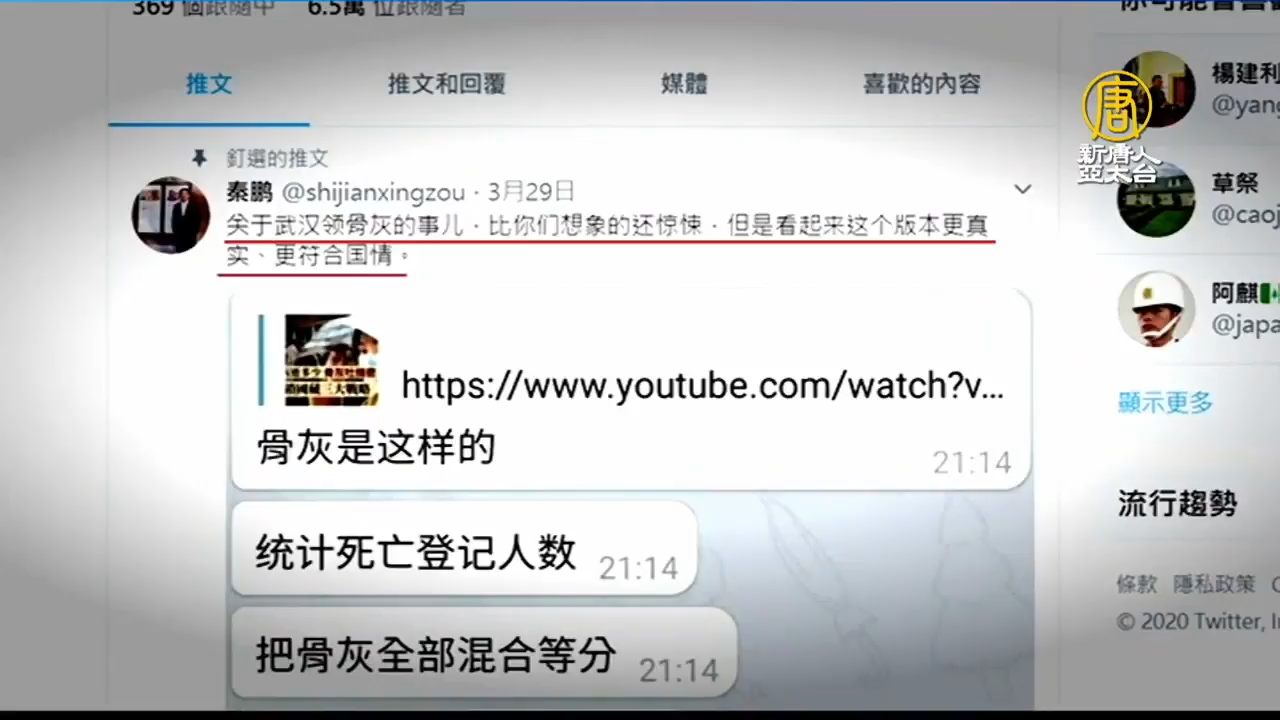 369 個跟隨中 6.5萬 位跟隨者
推文 推文和回覆 媒體 喜歡的內容
釘選的推文
秦鹏 @shijianxingzou · 3月29日
关于武汉领骨灰的事儿，比你们想象的还惊悚，但是看起来这个版本更真
实、更符合国情。
https://www.youtube.com/watch?v...
骨灰是这样的
21:14
统计死亡登记人数 21:14
把骨灰全部混合等分 21:14
唐
新唐人
亞太台
楊建利
@yang
草祭
@caoj
阿麒
@japa
顯示更多
流行趨勢
條款 隱私政策
© 2020 Twitter, I